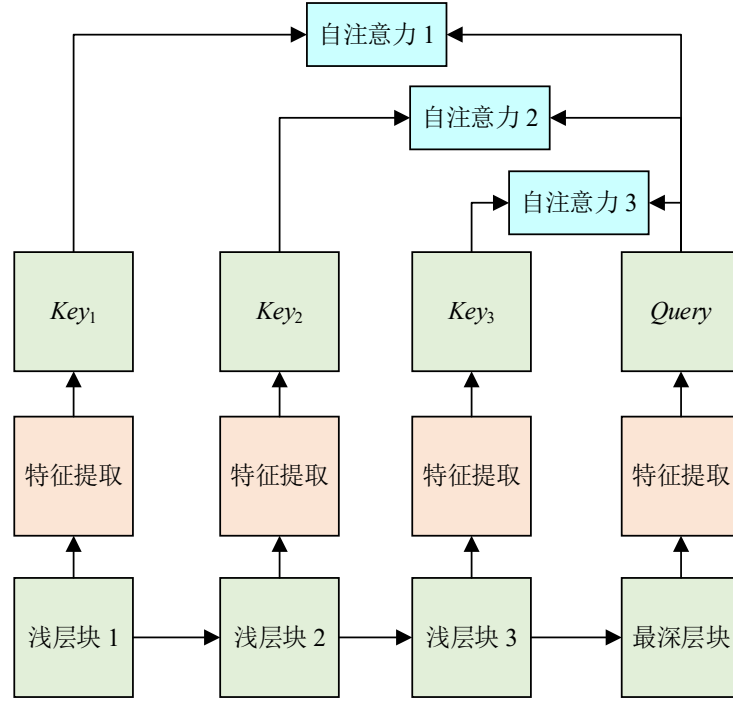 自注意力 1
自注意力 2
自注意力 3
Key₁
Key₂
Key₃
Query
特征提取
特征提取
特征提取
特征提取
浅层块 1
浅层块 2
浅层块 3
最深层块